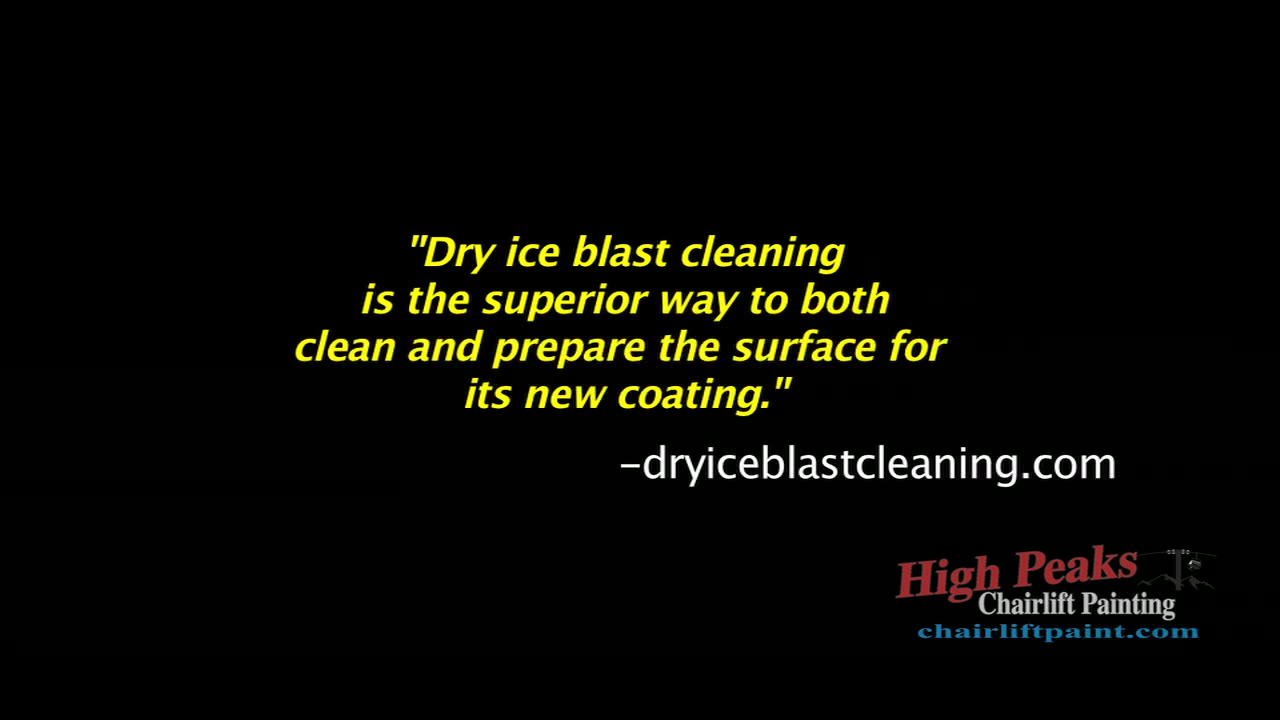 "Dry ice blast cleaning
is the superior way to both
clean and prepare the surface for
its new coating."
–dryiceblastcleaning.com
High Peaks
Chairlift Painting
chairliftpaint.com